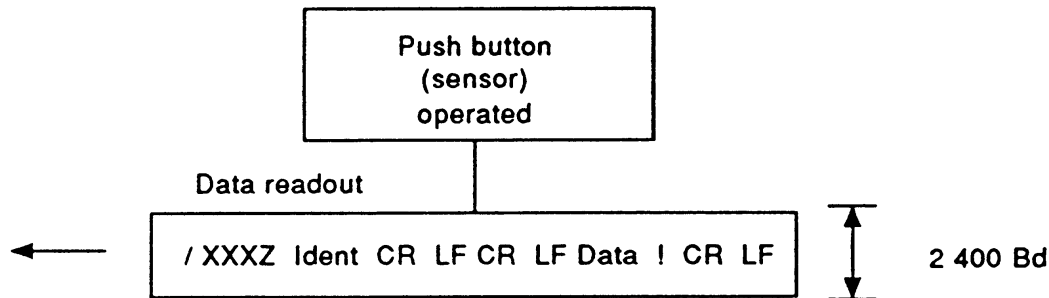 Push button
(sensor)
operated
Data readout
/ XXXZ Ident CR LF CR LF Data ! CR LF
2 400 Bd